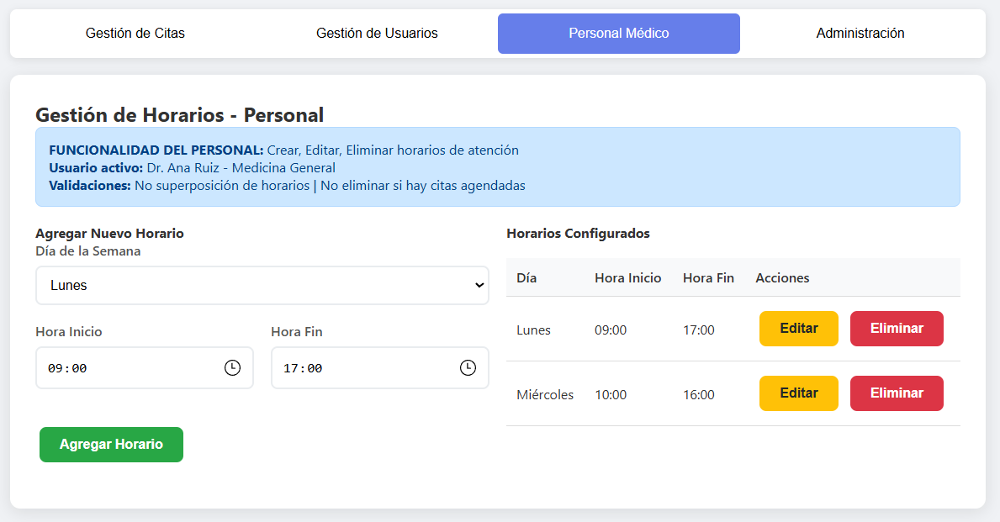 Gestión de Citas
Gestión de Usuarios
Personal Médico
Administración
Gestión de Horarios - Personal
FUNCIONALIDAD DEL PERSONAL: Crear, Editar, Eliminar horarios de atención
Usuario activo: Dr. Ana Ruiz - Medicina General
Validaciones: No superposición de horarios | No eliminar si hay citas agendadas
Agregar Nuevo Horario
Día de la Semana
Lunes
Hora Inicio
Hora Fin
09:00
17:00
Agregar Horario
Horarios Configurados
Día Hora Inicio Hora Fin Acciones
Lunes 09:00 17:00 Editar Eliminar
Miércoles 10:00 16:00 Editar Eliminar